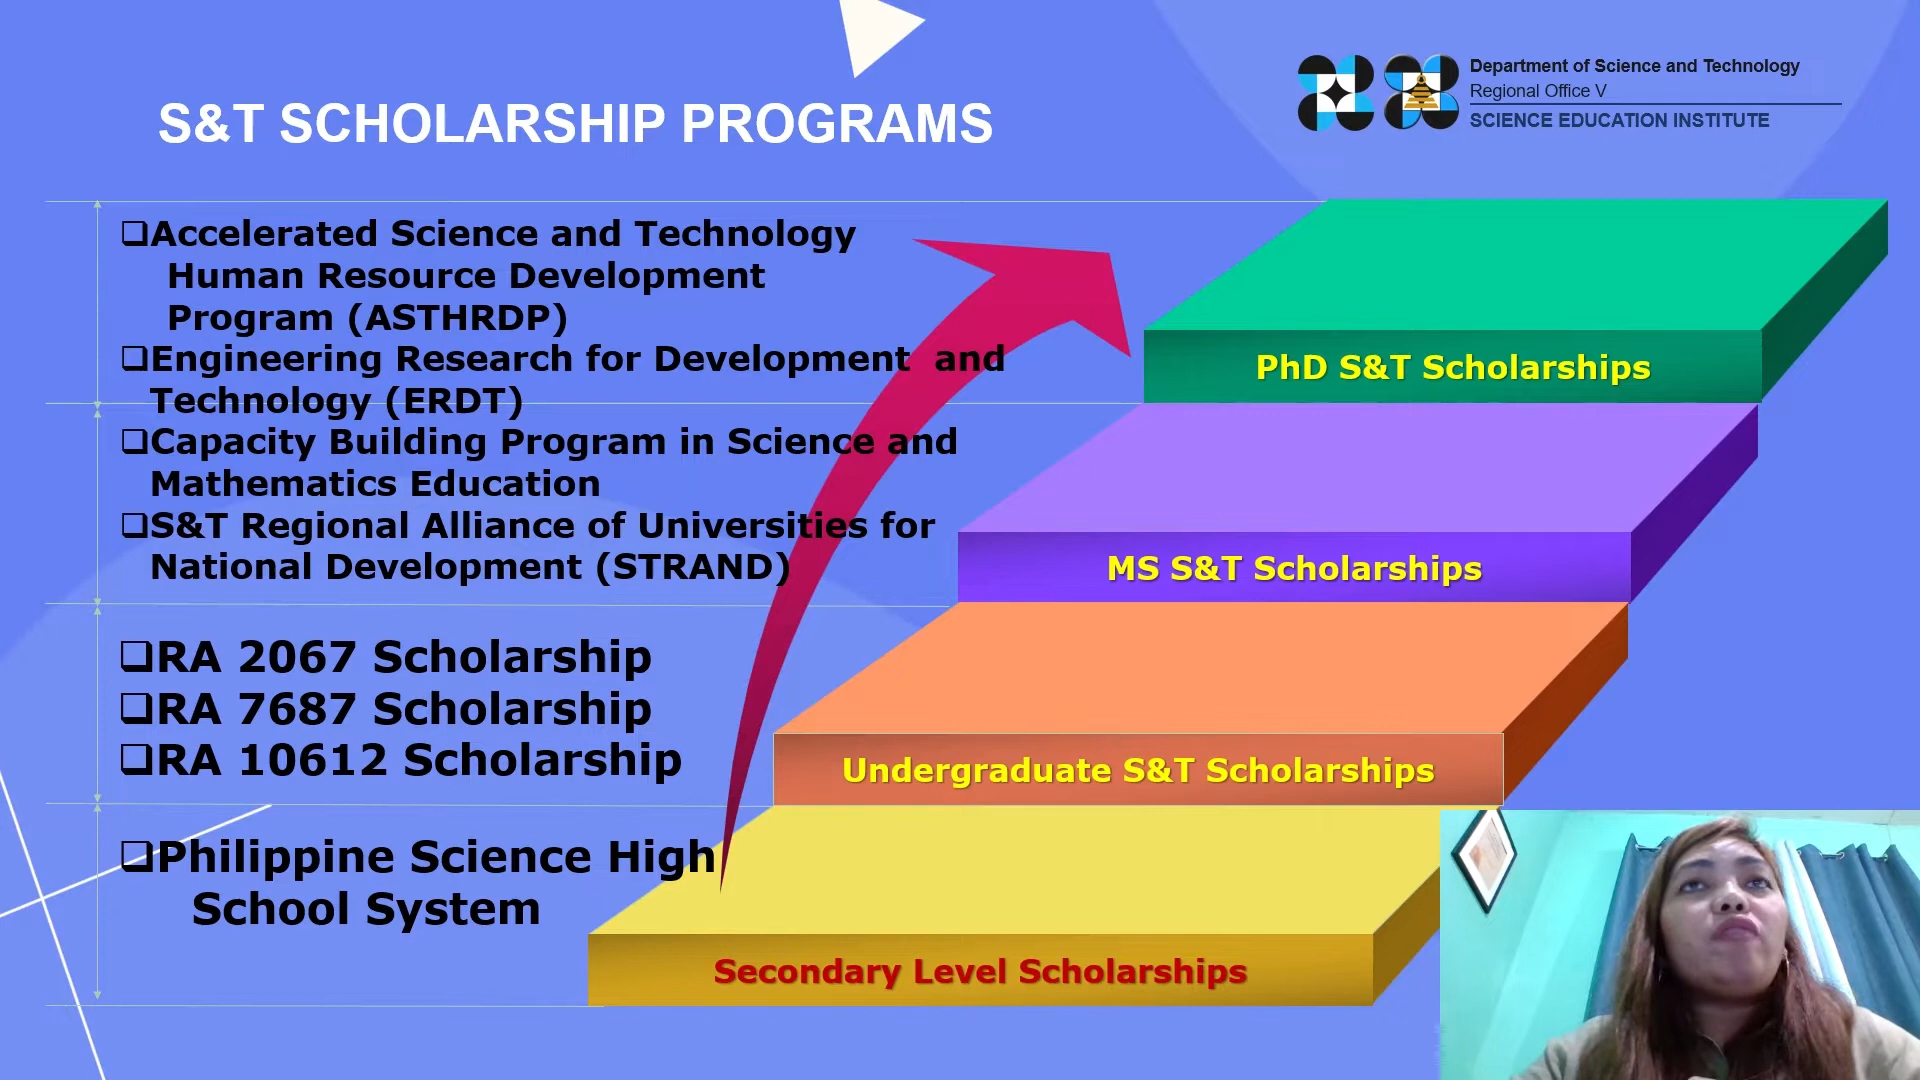 S&T SCHOLARSHIP PROGRAMS
Department of Science and Technology
Regional Office V
SCIENCE EDUCATION INSTITUTE
❑Accelerated Science and Technology
Human Resource Development
Program (ASTHRDP)
❑Engineering Research for Development and
Technology (ERDT)
❑Capacity Building Program in Science and
Mathematics Education
❑S&T Regional Alliance of Universities for
National Development (STRAND)
❑RA 2067 Scholarship
❑RA 7687 Scholarship
❑RA 10612 Scholarship
❑Philippine Science High
School System
PhD S&T Scholarships
MS S&T Scholarships
Undergraduate S&T Scholarships
Secondary Level Scholarships